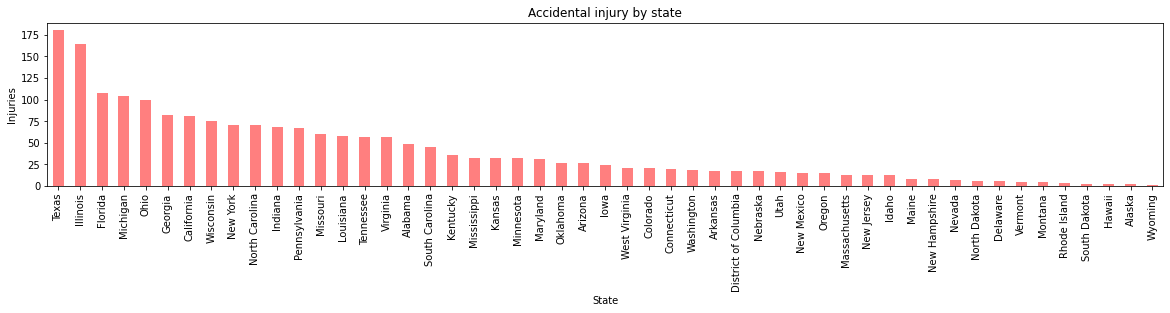 Accidental injury by state
Injuries
175
150
125
100
75
50
25
0
Texas
Illinois
Florida
Michigan
Ohio
Georgia
California
Wisconsin
New York
North Carolina
Indiana
Pennsylvania
Missouri
Louisiana
Tennessee
Virginia
Alabama
South Carolina
Kentucky
Mississippi
Kansas
Minnesota
Maryland
Oklahoma
Arizona
Iowa
West Virginia
Colorado
Connecticut
Washington
Arkansas
District of Columbia
Nebraska
Utah
New Mexico
Oregon
Massachusetts
New Jersey
Idaho
Maine
New Hampshire
Nevada
North Dakota
Delaware
Vermont
Montana
Rhode Island
South Dakota
Hawaii
Alaska
Wyoming
State